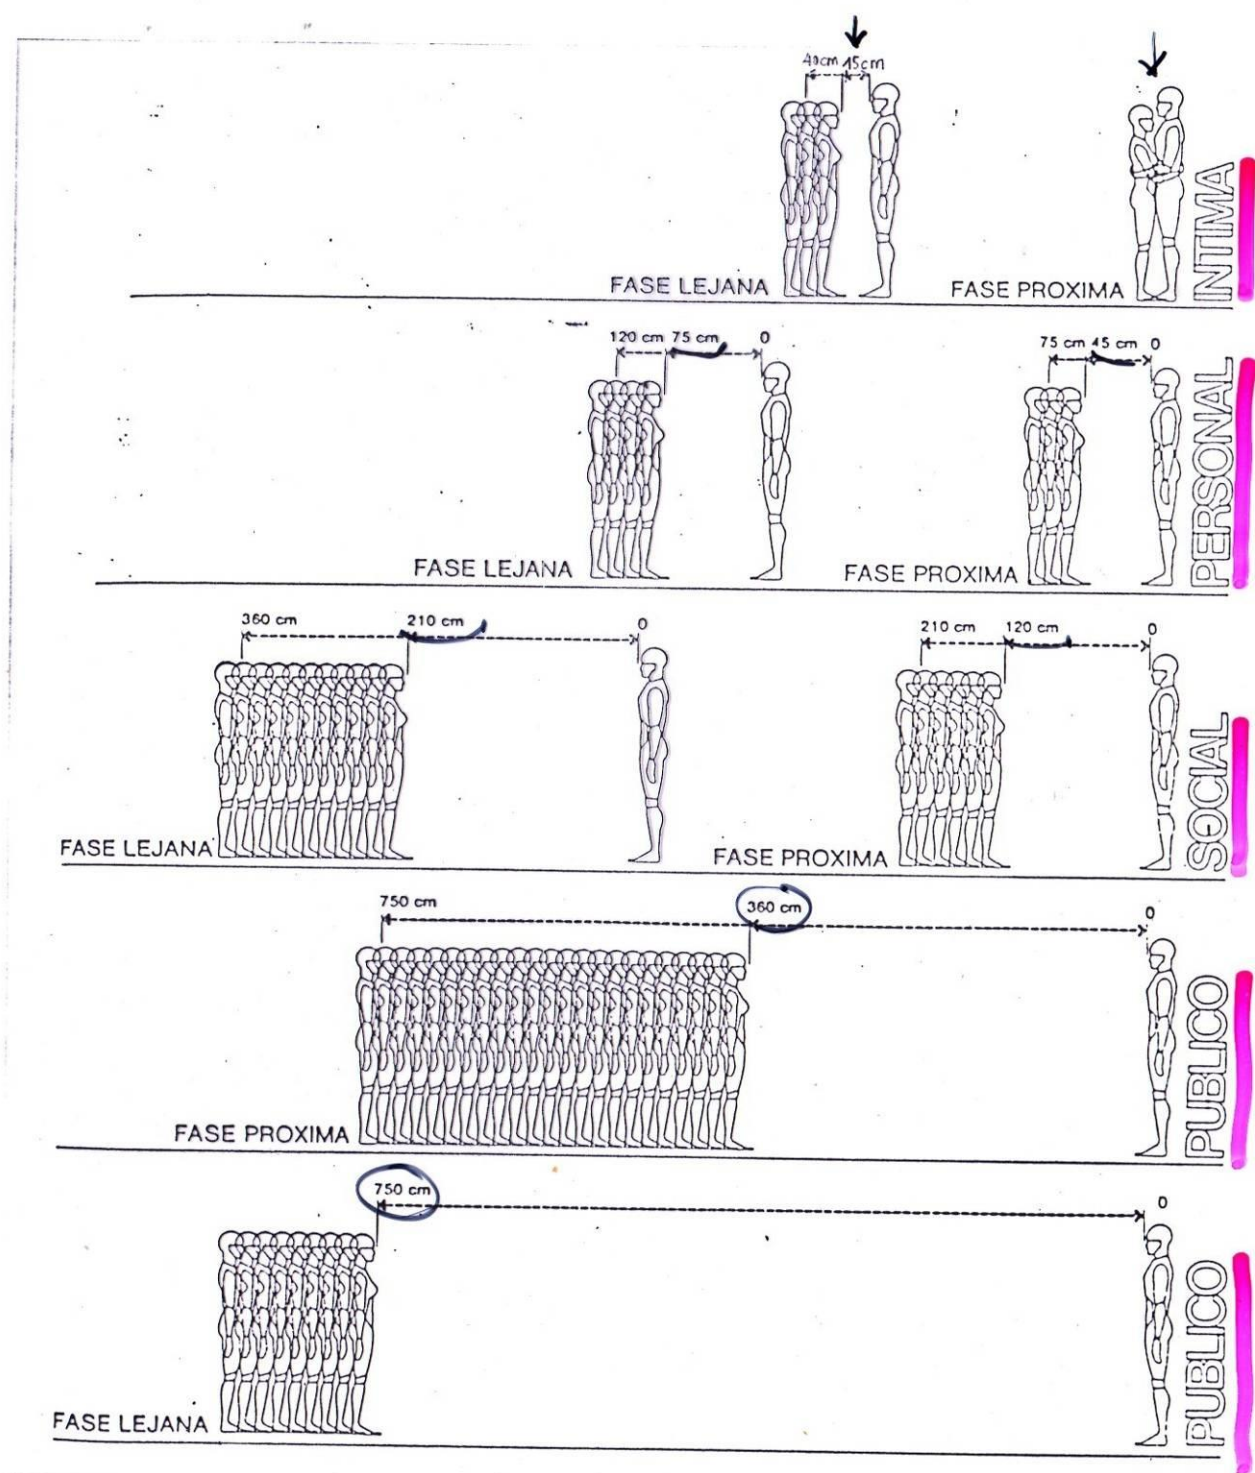 40cm 15cm
FASE LEJANA
FASE PROXIMA
INTIMA
120 cm 75 cm 0
75 cm 45 cm 0
FASE LEJANA
FASE PROXIMA
PERSONAL
360 cm 210 cm 0
210 cm 120 cm 0
FASE LEJANA
FASE PROXIMA
SOCIAL
750 cm 360 cm 0
FASE PROXIMA
PUBLICO
750 cm 0
FASE LEJANA
PUBLICO